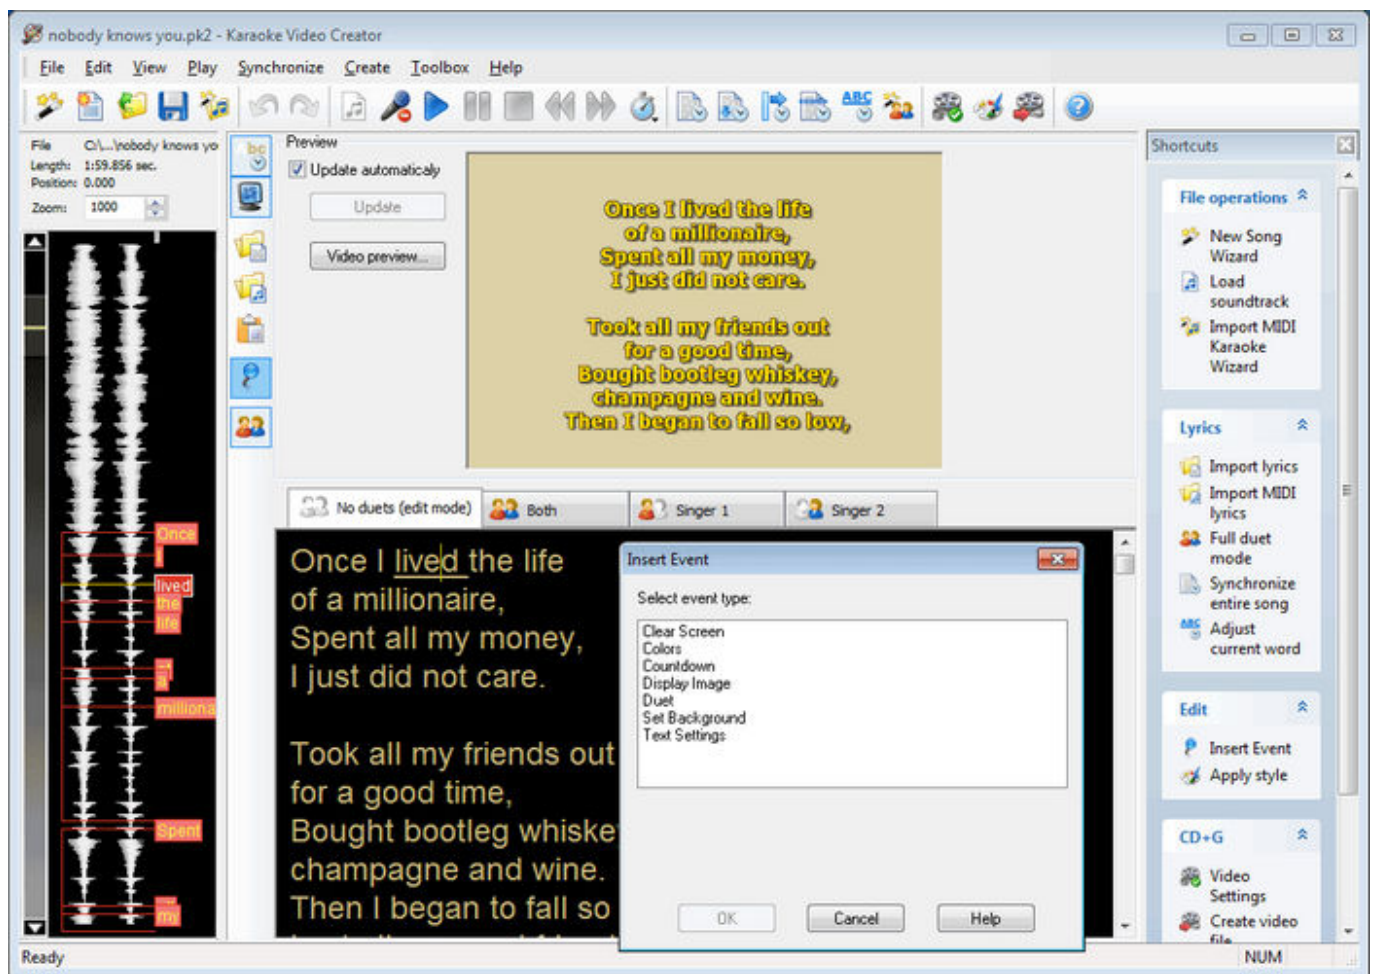 nobody knows you.pk2 - Karaoke Video Creator
File Edit View Play Synchronize Create Toolbox Help
ABC
File C:\...\nobody knows yo
Length: 1:59.856 sec.
Position: 0.000
Zoom: 1000
Once
I
lived
the
life
a
milliona
Spent
my
Preview
Update automaticaly
Update
Video preview...
Once I lived the life
of a millionaire,
Spent all my money,
I just did not care.
Took all my friends out
for a good time,
Bought bootleg whiskey,
champagne and wine.
Then I began to fall so low,
No duets (edit mode) Both Singer 1 Singer 2
Once I lived the life
of a millionaire,
Spent all my money,
I just did not care.
Took all my friends out
for a good time,
Bought bootleg whiske
champagne and wine.
Then I began to fall so
Insert Event
Select event type:
Clear Screen
Colors
Countdown
Display Image
Duet
Set Background
Text Settings
OK Cancel Help
Shortcuts
File operations
New Song
Wizard
Load
soundtrack
Import MIDI
Karaoke
Wizard
Lyrics
Import lyrics
Import MIDI
lyrics
Full duet
mode
Synchronize
entire song
ABC
Adjust
current word
Edit
Insert Event
Apply style
CD+G
Video
Settings
Create video
file
Ready NUM